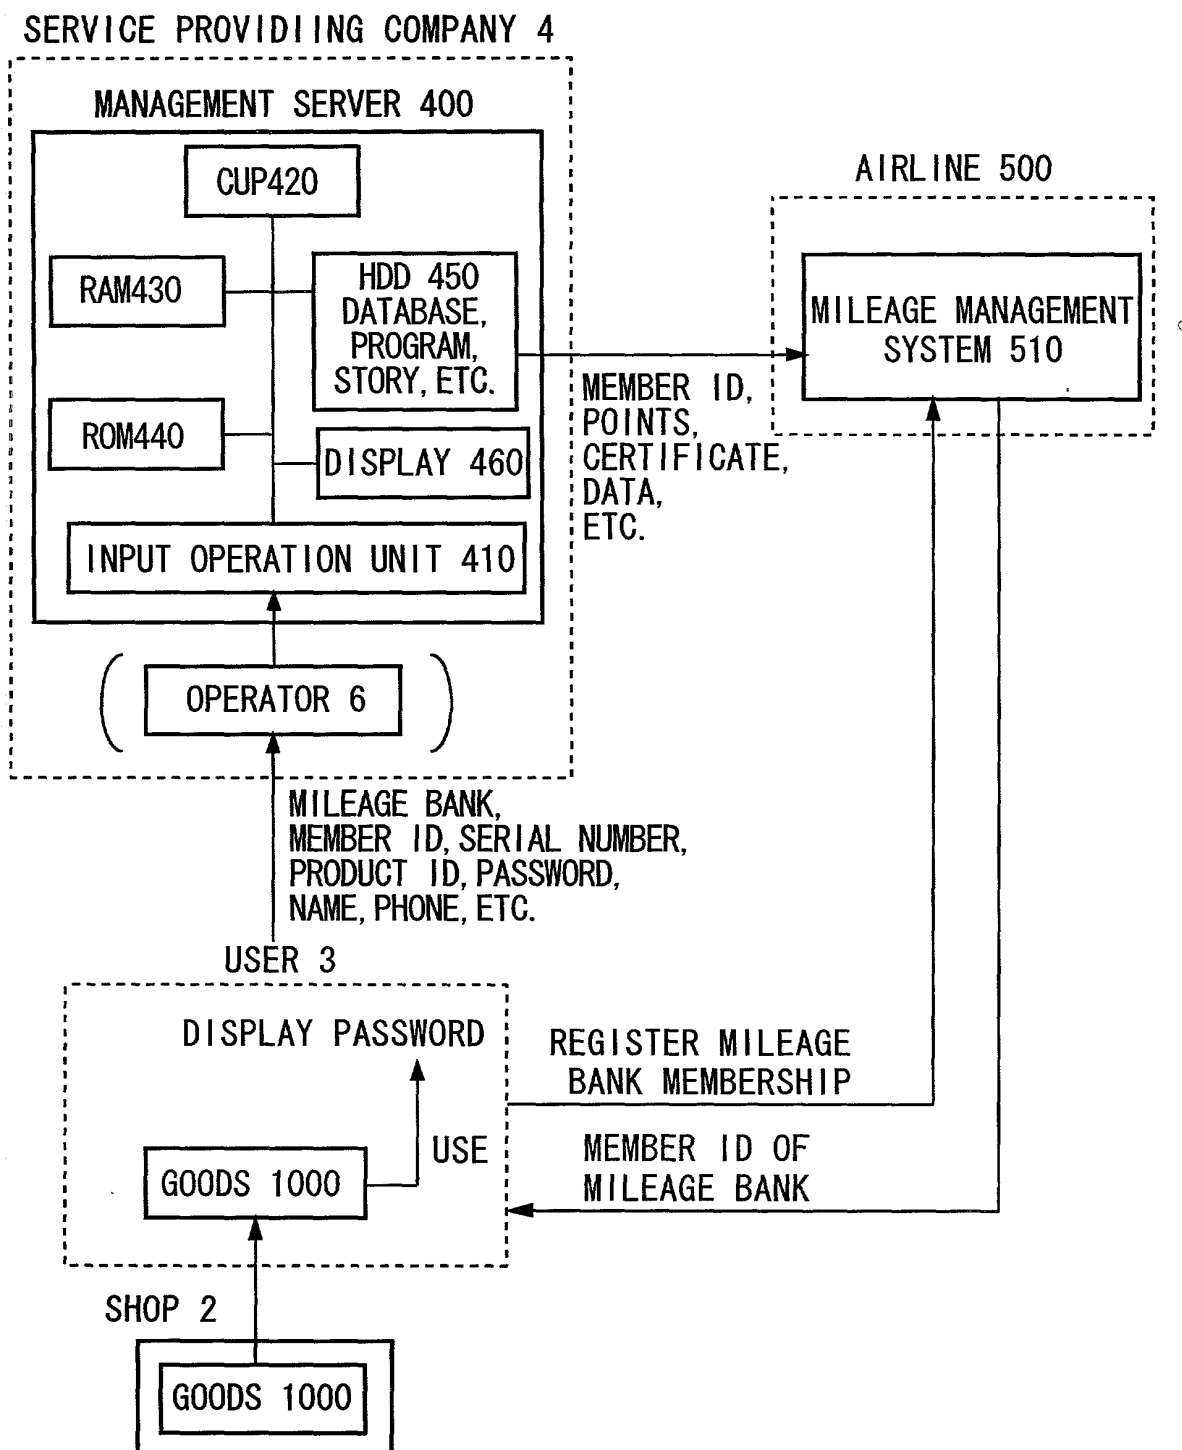 SERVICE PROVIDIING COMPANY 4
MANAGEMENT SERVER 400
CUP420
RAM430
HDD 450
DATABASE,
PROGRAM,
STORY, ETC.
ROM440
DISPLAY 460
INPUT OPERATION UNIT 410
OPERATOR 6
AIRLINE 500
MILEAGE MANAGEMENT
SYSTEM 510
MEMBER ID,
POINTS,
CERTIFICATE,
DATA,
ETC.
MILEAGE BANK,
MEMBER ID, SERIAL NUMBER,
PRODUCT ID, PASSWORD,
NAME, PHONE, ETC.
USER 3
DISPLAY PASSWORD
USE
GOODS 1000
REGISTER MILEAGE
BANK MEMBERSHIP
MEMBER ID OF
MILEAGE BANK
SHOP 2
GOODS 1000